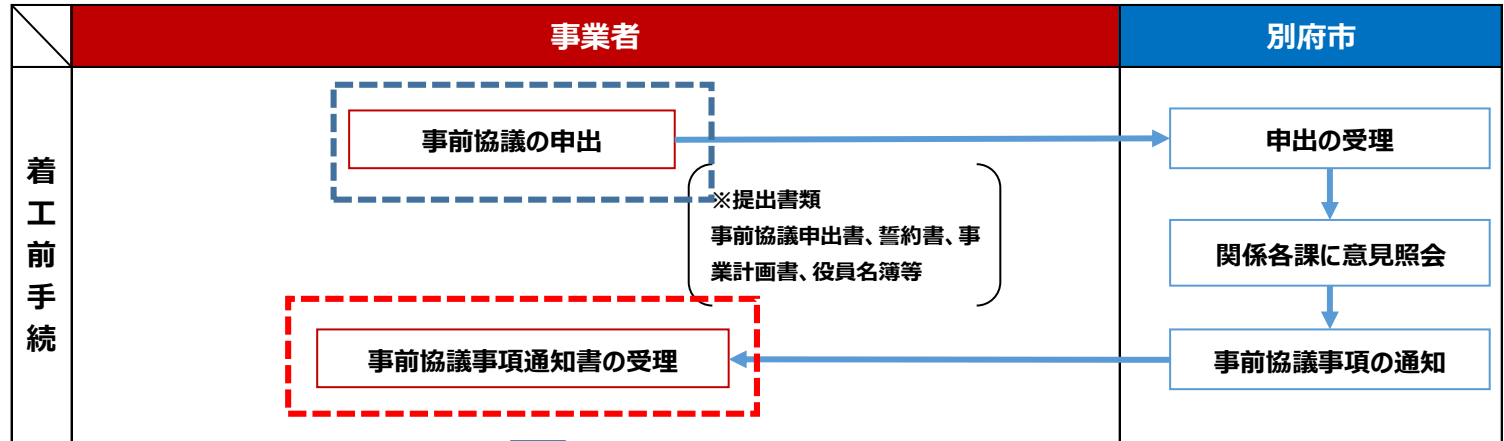 事業者
別府市
着工前手続
事前協議の申出
申出の受理
※提出書類
事前協議申出書、誓約書、事
業計画書、役員名簿等
関係各課に意見照会
事前協議事項通知書の受理
事前協議事項の通知